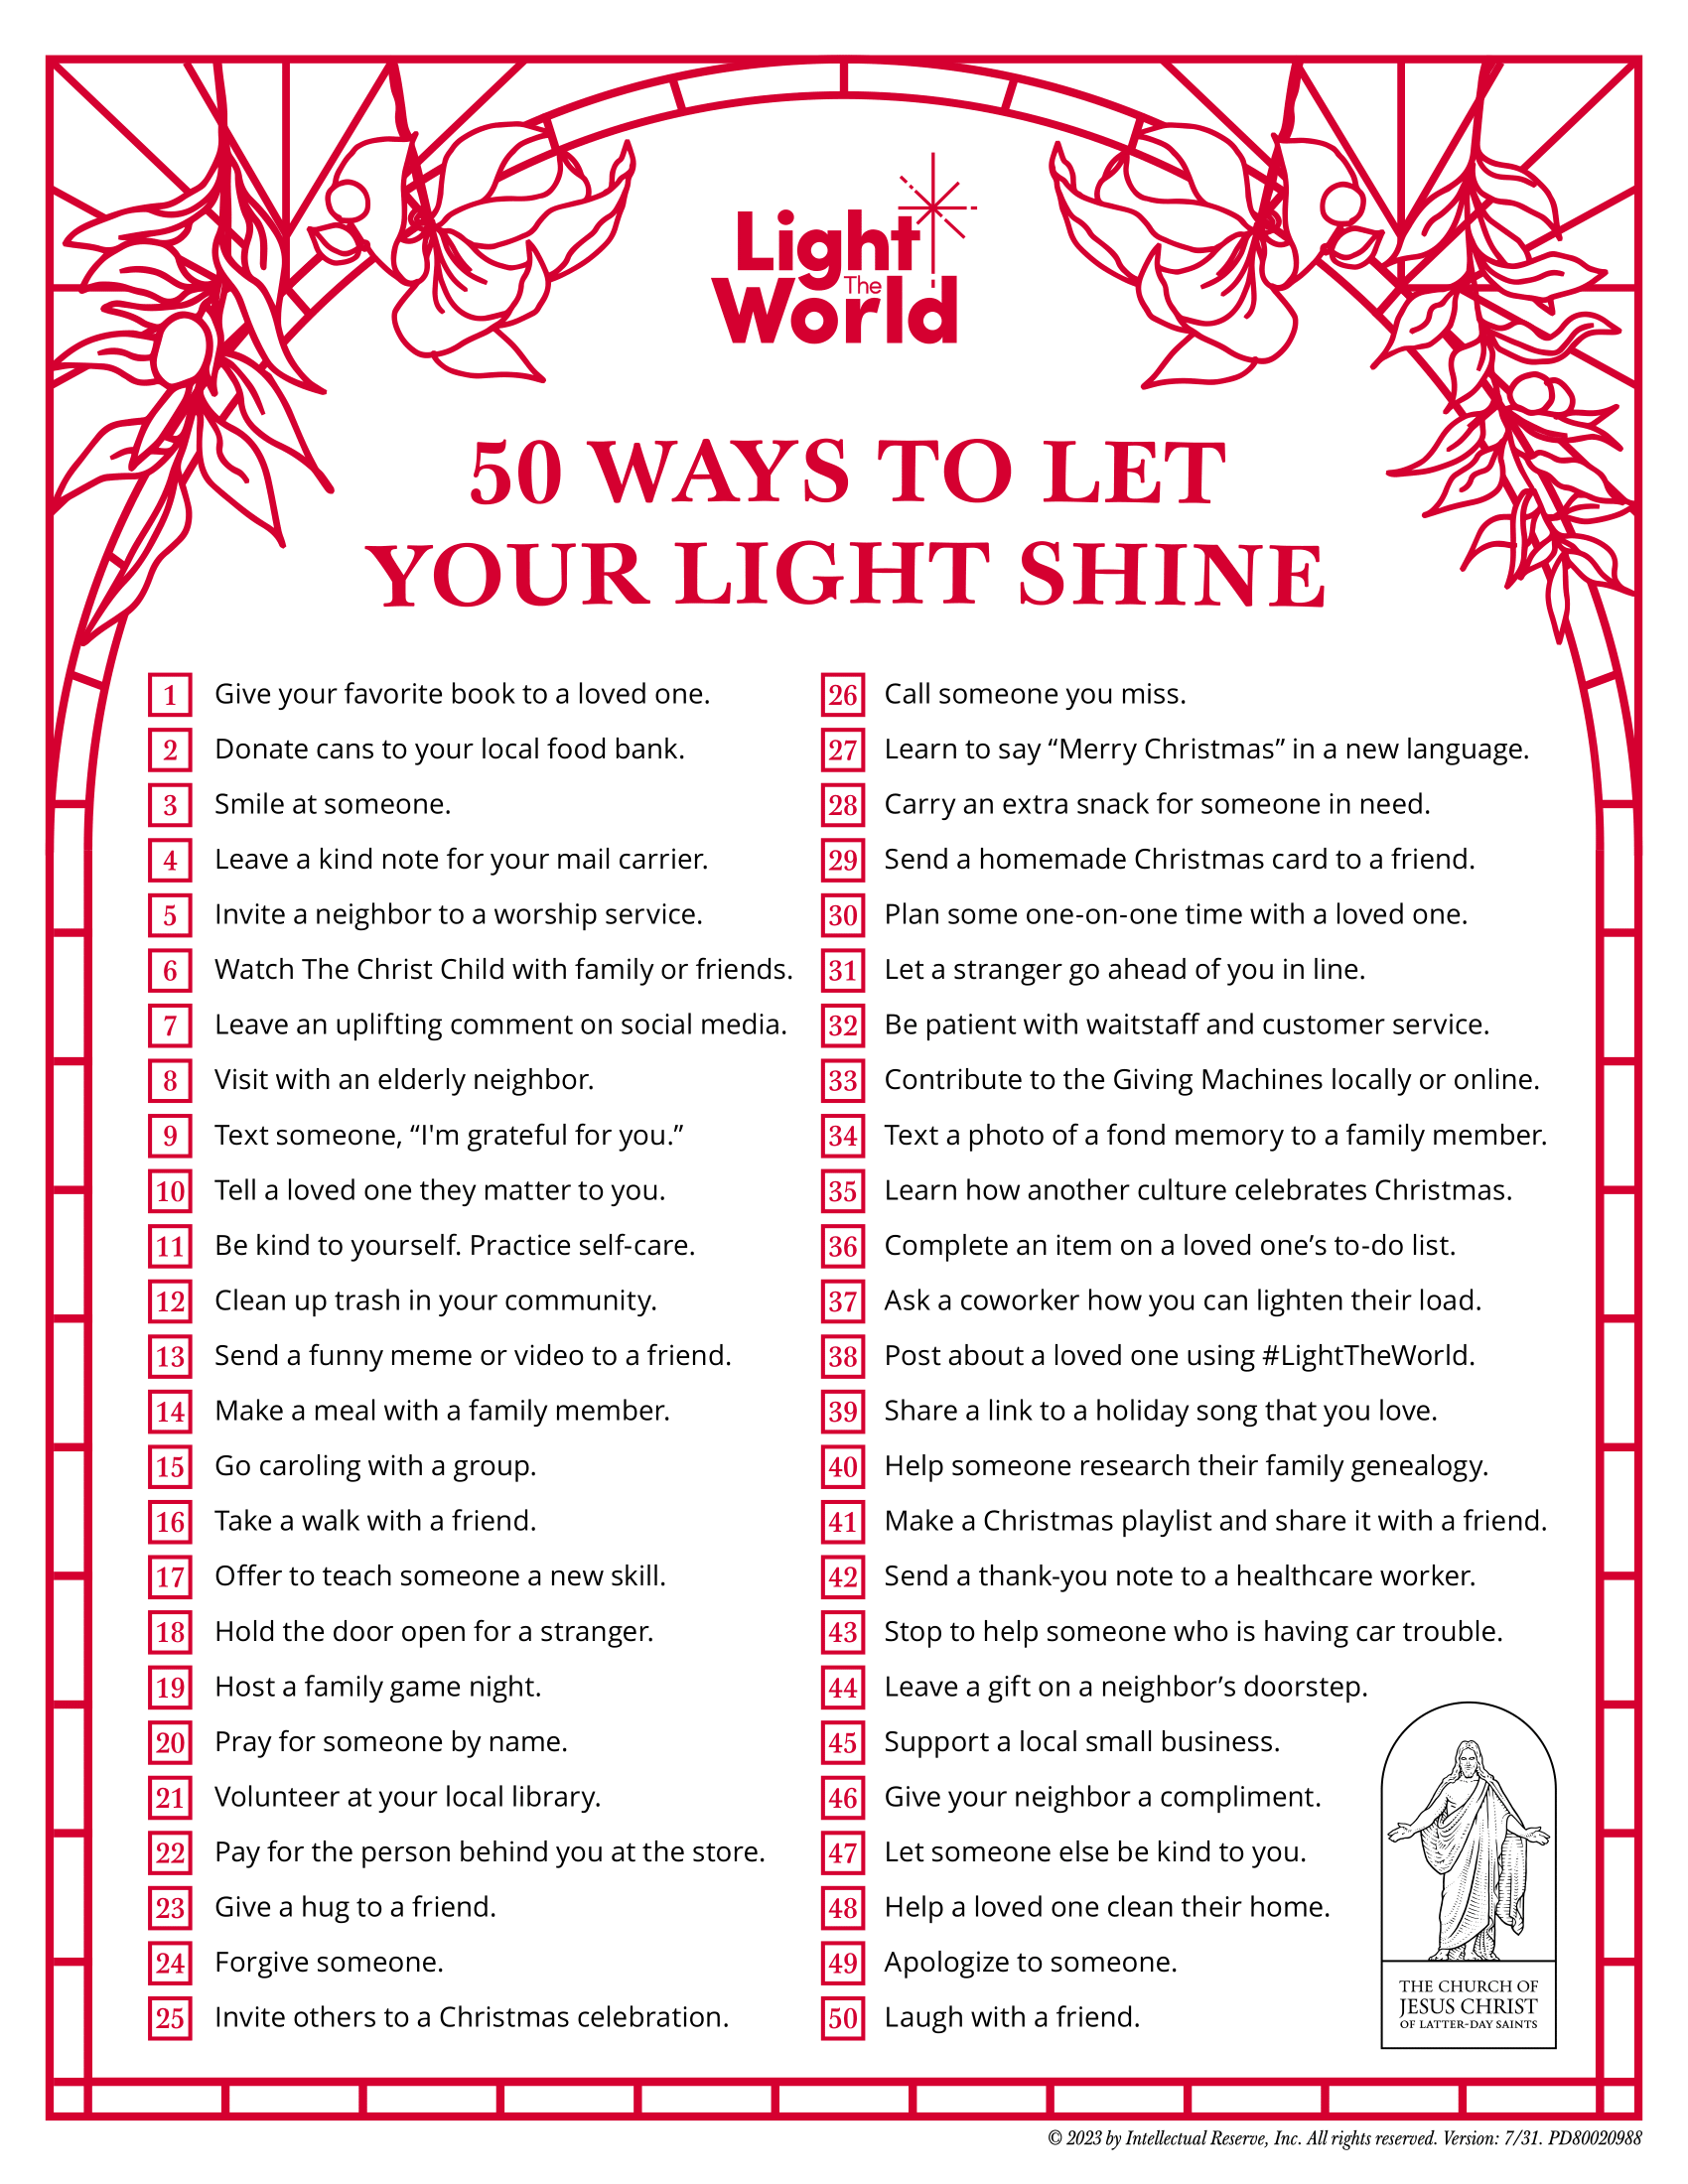 Light
The
World
50 WAYS TO LET
YOUR LIGHT SHINE
1 Give your favorite book to a loved one.
2 Donate cans to your local food bank.
3 Smile at someone.
4 Leave a kind note for your mail carrier.
5 Invite a neighbor to a worship service.
6 Watch The Christ Child with family or friends.
7 Leave an uplifting comment on social media.
8 Visit with an elderly neighbor.
9 Text someone, “I'm grateful for you.”
10 Tell a loved one they matter to you.
11 Be kind to yourself. Practice self-care.
12 Clean up trash in your community.
13 Send a funny meme or video to a friend.
14 Make a meal with a family member.
15 Go caroling with a group.
16 Take a walk with a friend.
17 Offer to teach someone a new skill.
18 Hold the door open for a stranger.
19 Host a family game night.
20 Pray for someone by name.
21 Volunteer at your local library.
22 Pay for the person behind you at the store.
23 Give a hug to a friend.
24 Forgive someone.
25 Invite others to a Christmas celebration.
26 Call someone you miss.
27 Learn to say “Merry Christmas” in a new language.
28 Carry an extra snack for someone in need.
29 Send a homemade Christmas card to a friend.
30 Plan some one-on-one time with a loved one.
31 Let a stranger go ahead of you in line.
32 Be patient with waitstaff and customer service.
33 Contribute to the Giving Machines locally or online.
34 Text a photo of a fond memory to a family member.
35 Learn how another culture celebrates Christmas.
36 Complete an item on a loved one’s to-do list.
37 Ask a coworker how you can lighten their load.
38 Post about a loved one using #LightTheWorld.
39 Share a link to a holiday song that you love.
40 Help someone research their family genealogy.
41 Make a Christmas playlist and share it with a friend.
42 Send a thank-you note to a healthcare worker.
43 Stop to help someone who is having car trouble.
44 Leave a gift on a neighbor’s doorstep.
45 Support a local small business.
46 Give your neighbor a compliment.
47 Let someone else be kind to you.
48 Help a loved one clean their home.
49 Apologize to someone.
50 Laugh with a friend.
THE CHURCH OF
JESUS CHRIST
OF LATTER-DAY SAINTS
© 2023 by Intellectual Reserve, Inc. All rights reserved. Version: 7/31. PD80020988